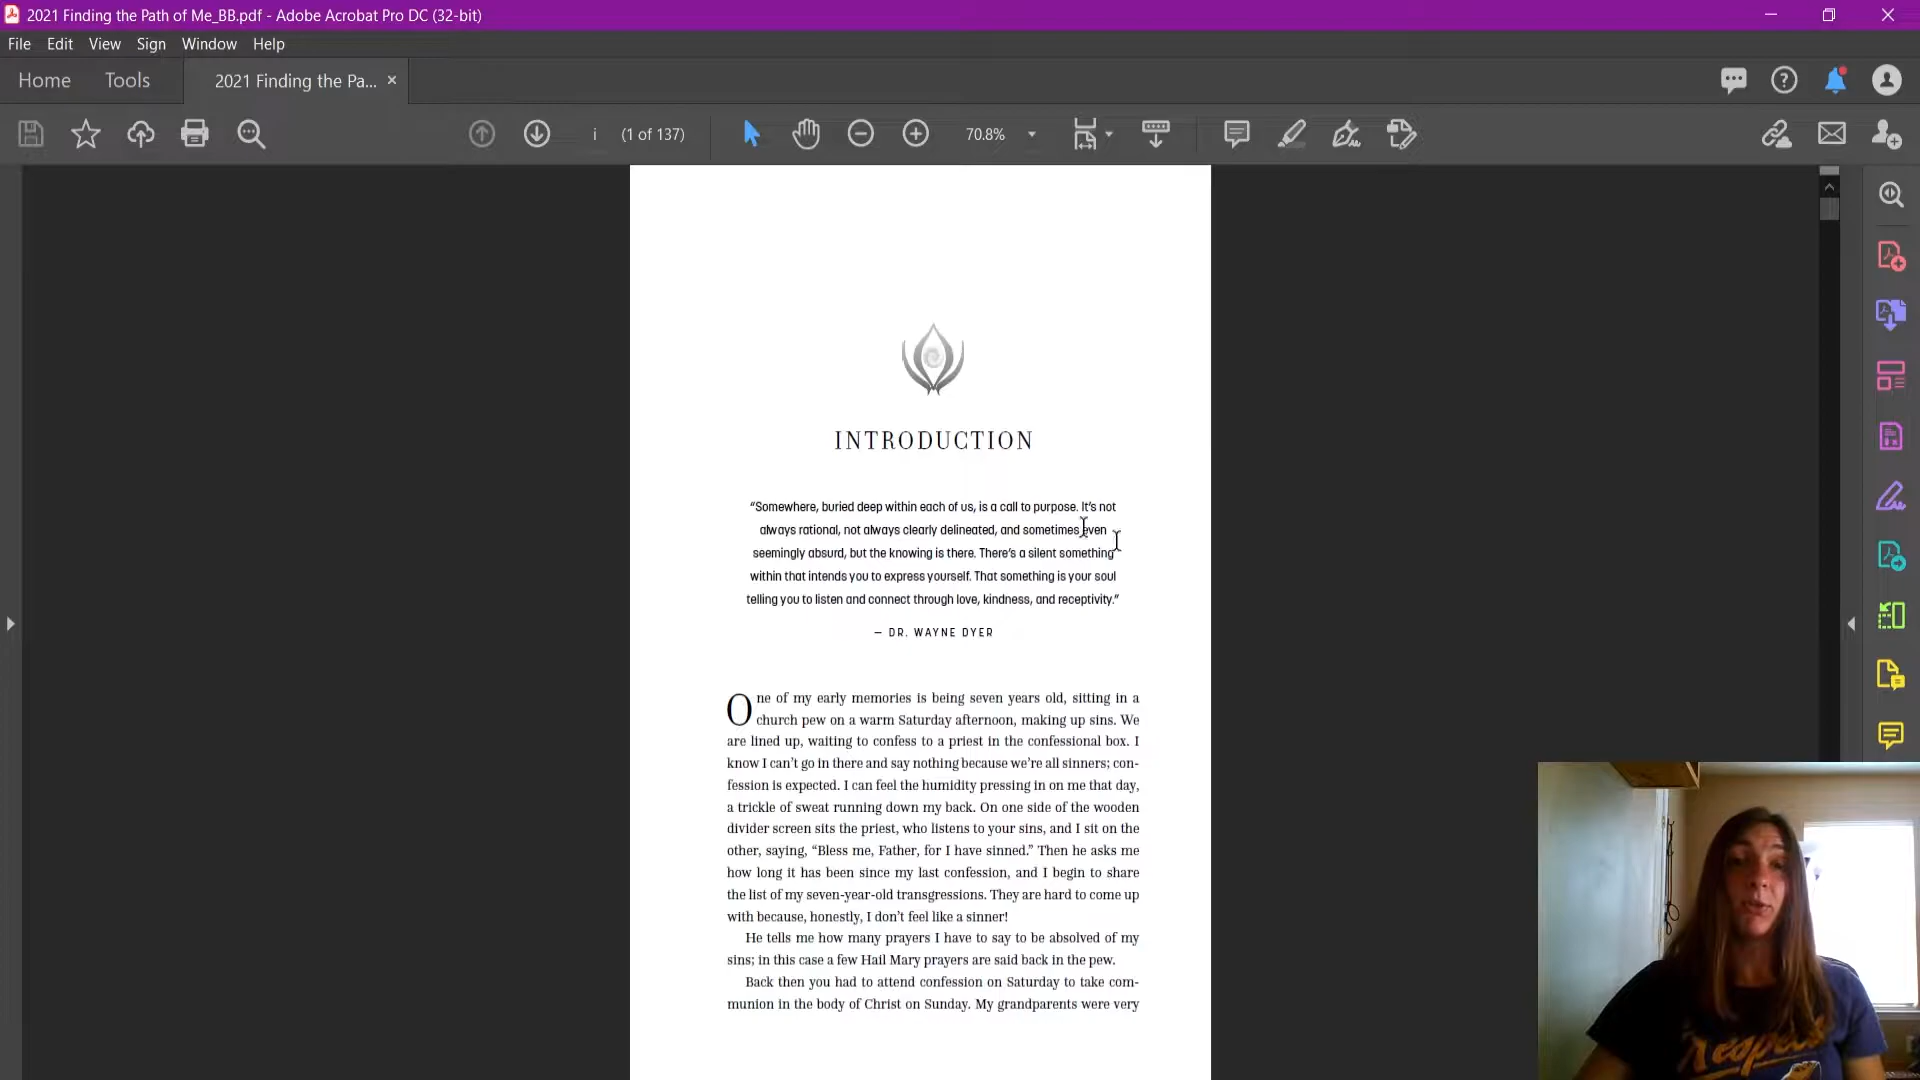 2021 Finding the Path of Me_BB.pdf - Adobe Acrobat Pro DC (32-bit)
File Edit View Sign Window Help
Home Tools 2021 Finding the Pa...
i (1 of 137) 70.8%
INTRODUCTION
“Somewhere, buried deep within each of us, is a call to purpose. It’s not
always rational, not always clearly delineated, and sometimes even
seemingly absurd, but the knowing is there. There’s a silent something
within that intends you to express yourself. That something is your soul
telling you to listen and connect through love, kindness, and receptivity.”
– DR. WAYNE DYER
One of my early memories is being seven years old, sitting in a
church pew on a warm Saturday afternoon, making up sins. We
are lined up, waiting to confess to a priest in the confessional box. I
know I can’t go in there and say nothing because we’re all sinners; con-
fession is expected. I can feel the humidity pressing in on me that day,
a trickle of sweat running down my back. On one side of the wooden
divider screen sits the priest, who listens to your sins, and I sit on the
other, saying, “Bless me, Father, for I have sinned.” Then he asks me
how long it has been since my last confession, and I begin to share
the list of my seven-year-old transgressions. They are hard to come up
with because, honestly, I don’t feel like a sinner!
He tells me how many prayers I have to say to be absolved of my
sins; in this case a few Hail Mary prayers are said back in the pew.
Back then you had to attend confession on Saturday to take com-
munion in the body of Christ on Sunday. My grandparents were very
Respect